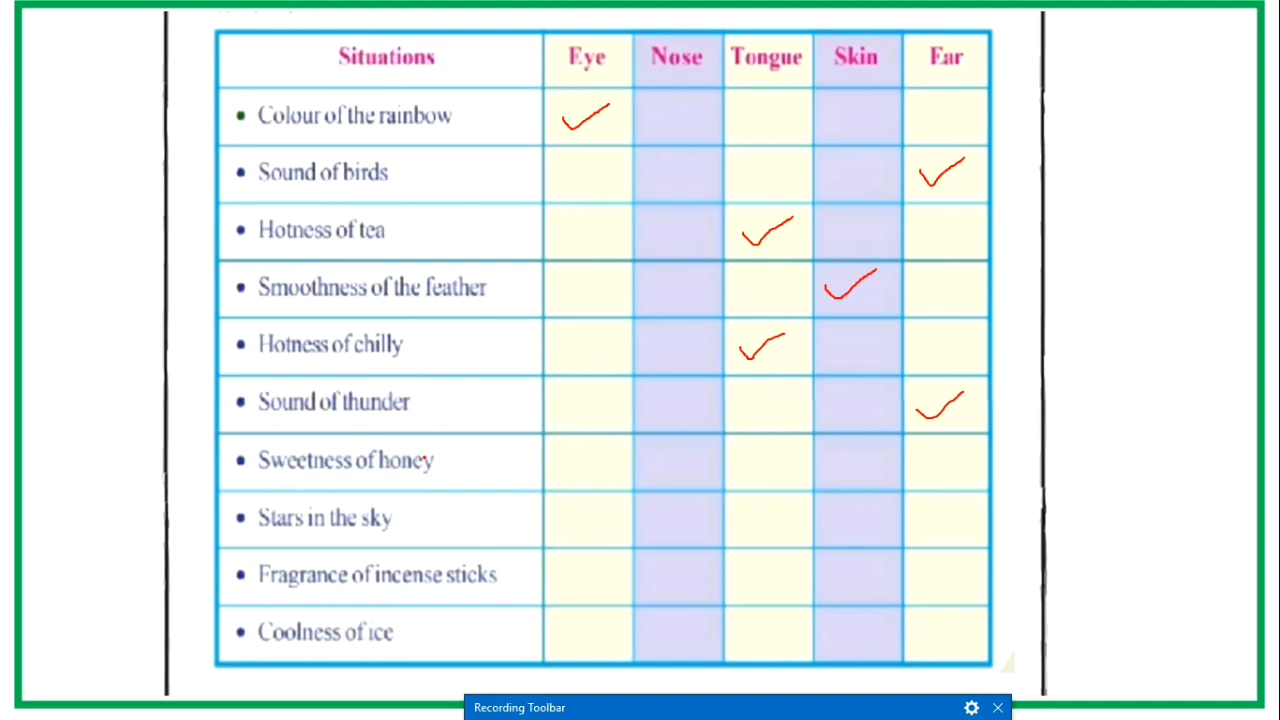 Situations Eye Nose Tongue Skin Ear
• Colour of the rainbow
• Sound of birds
• Hotness of tea
• Smoothness of the feather
• Hotness of chilly
• Sound of thunder
• Sweetness of honey
• Stars in the sky
• Fragrance of incense sticks
• Coolness of ice
Recording Toolbar